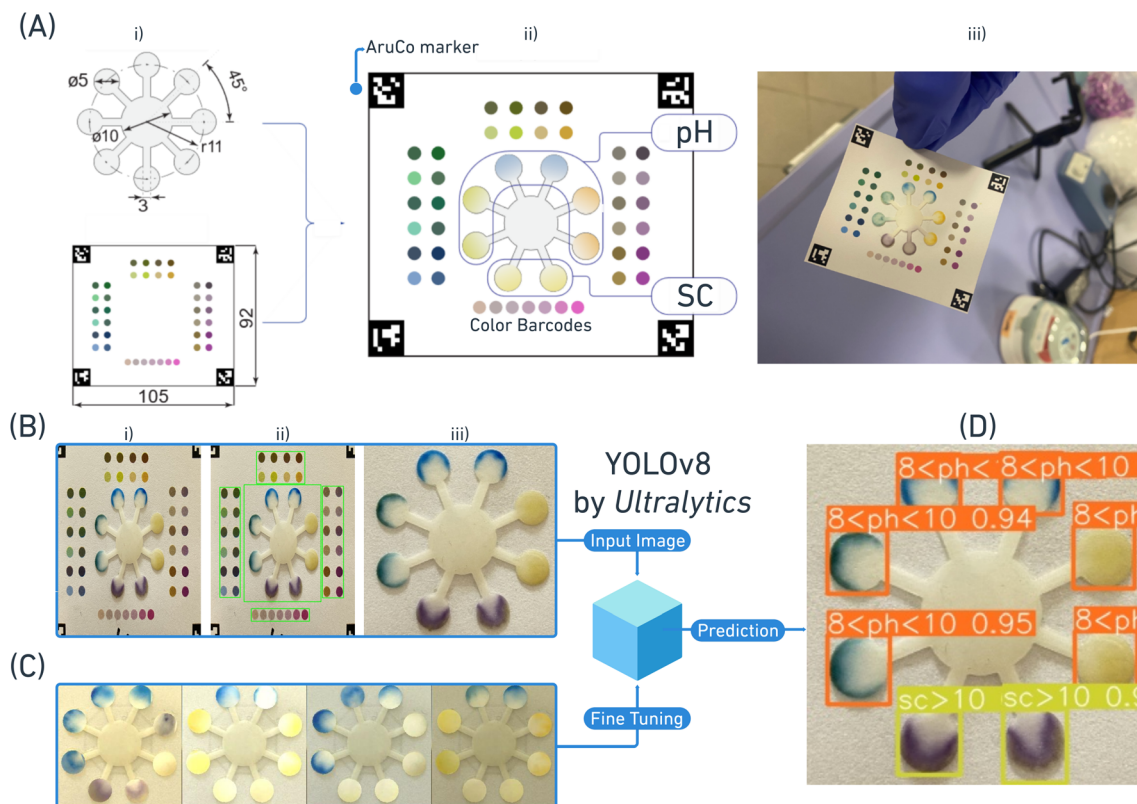 (A)
i)
ii)
iii)
AruCo marker
ø5
45°
ø10
r11
3
pH
SC
Color Barcodes
92
105
(B)
i)
ii)
iii)
YOLOv8
by Ultralytics
Input Image
Prediction
Fine Tuning
(C)
(D)
8<ph<
8<ph<10
8<ph<10 0.94
8<ph
8<ph<10 0.95
8<ph
sc>10
sc>10 0.9